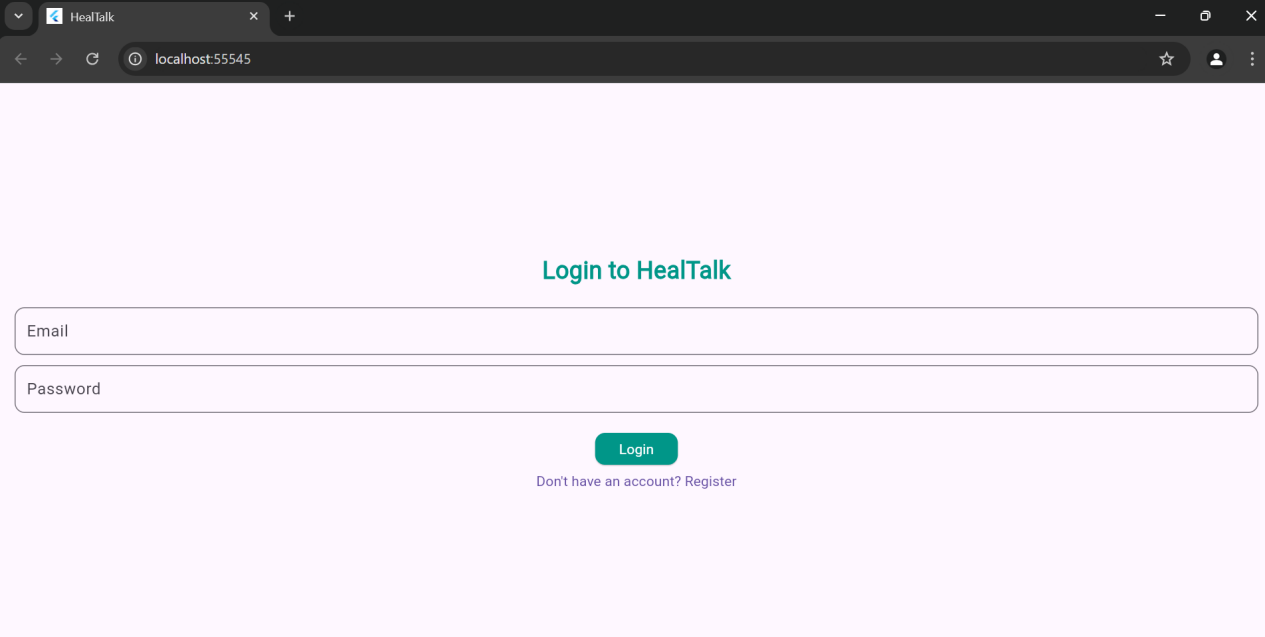 HealTalk
localhost:55545
Login to HealTalk
Email
Password
Login
Don't have an account? Register